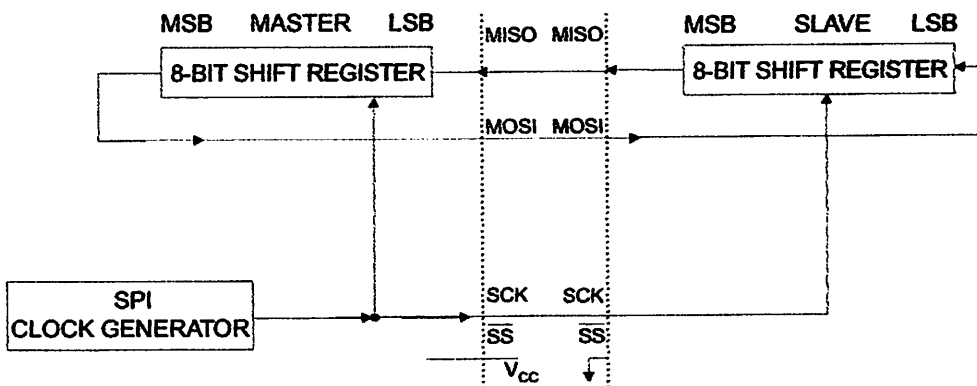 MSB MASTER LSB
MISO MISO
MSB SLAVE LSB
8-BIT SHIFT REGISTER
8-BIT SHIFT REGISTER
MOSI MOSI
SPI
CLOCK GENERATOR
SCK SCK
SS SS
VCC